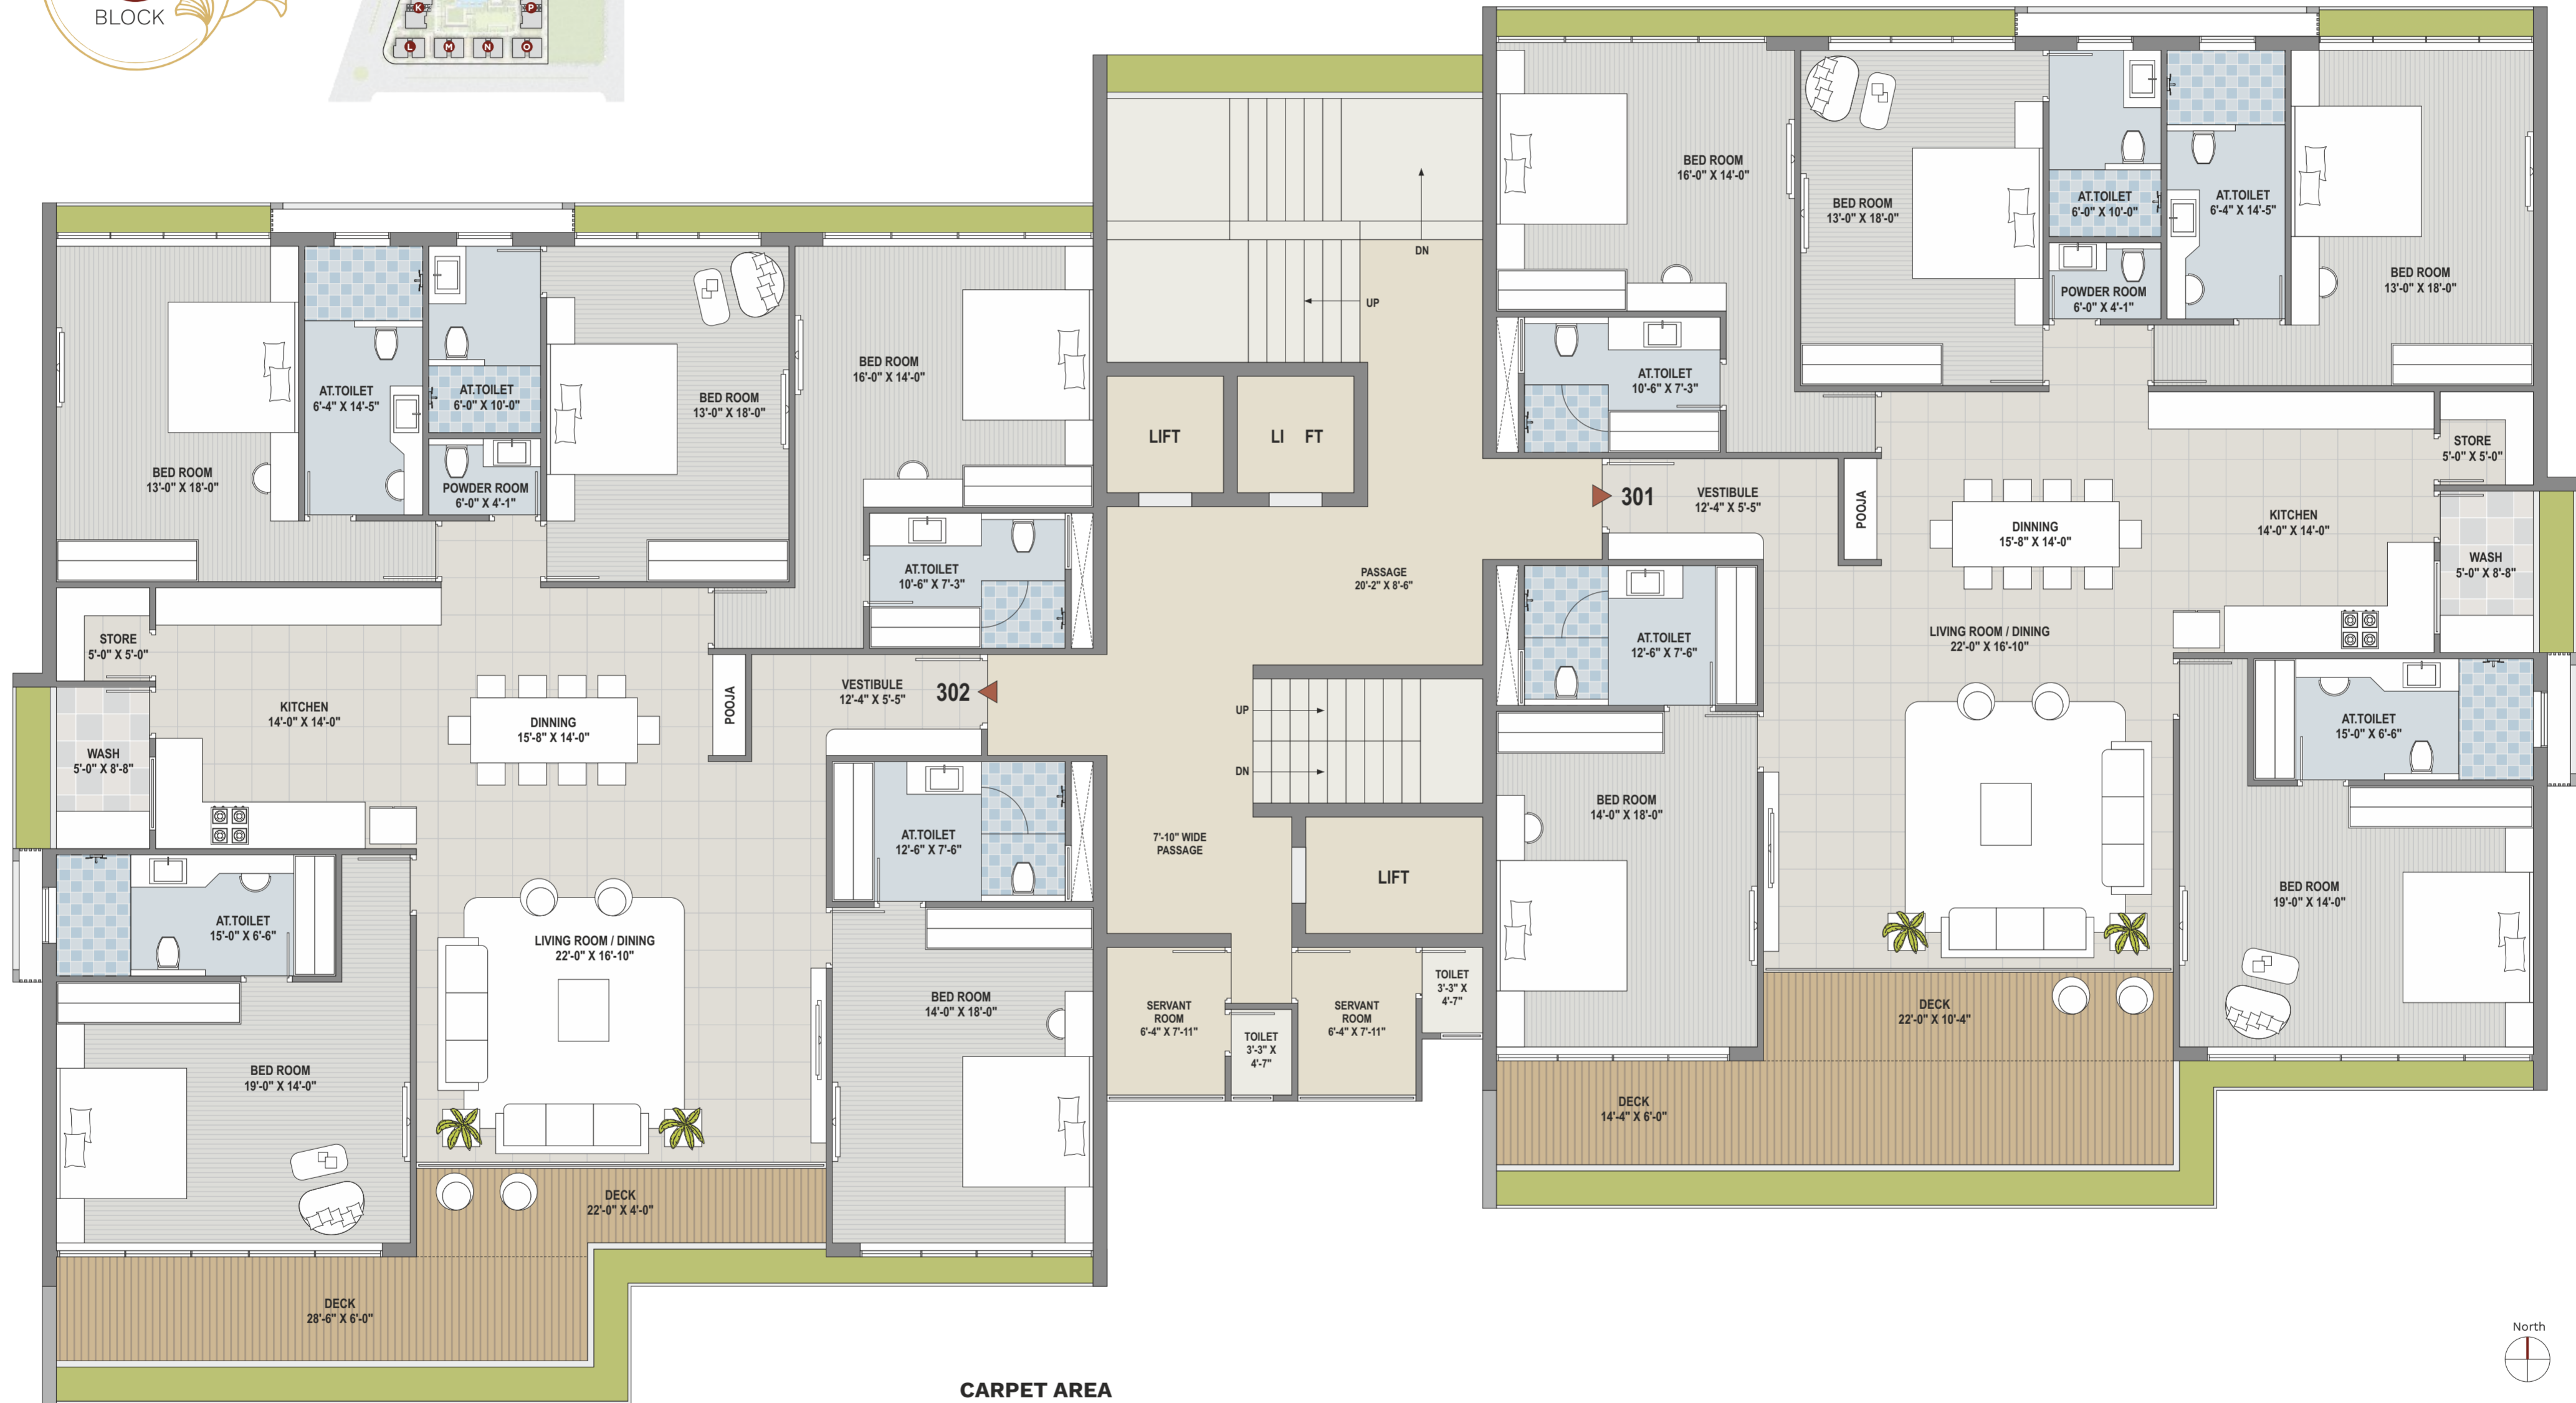 BLOCK
K
P
L
M
N
O
BED ROOM
16'-0" X 14'-0"
BED ROOM
13'-0" X 18'-0"
AT.TOILET
6'-0" X 10'-0"
AT.TOILET
6'-4" X 14'-5"
POWDER ROOM
6'-0" X 4'-1"
BED ROOM
13'-0" X 18'-0"
DN
UP
BED ROOM
13'-0" X 18'-0"
AT.TOILET
6'-4" X 14'-5"
AT.TOILET
6'-0" X 10'-0"
POWDER ROOM
6'-0" X 4'-1"
BED ROOM
13'-0" X 18'-0"
BED ROOM
16'-0" X 14'-0"
LIFT
LI FT
AT.TOILET
10'-6" X 7'-3"
STORE
5'-0" X 5'-0"
301
VESTIBULE
12'-4" X 5'-5"
POOJA
DINNING
15'-8" X 14'-0"
KITCHEN
14'-0" X 14'-0"
WASH
5'-0" X 8'-8"
AT.TOILET
10'-6" X 7'-3"
PASSAGE
20'-2" X 8'-6"
AT.TOILET
12'-6" X 7'-6"
LIVING ROOM / DINING
22'-0" X 16'-10"
STORE
5'-0" X 5'-0"
KITCHEN
14'-0" X 14'-0"
DINNING
15'-8" X 14'-0"
POOJA
VESTIBULE
12'-4" X 5'-5"
302
UP
DN
AT.TOILET
15'-0" X 6'-6"
WASH
5'-0" X 8'-8"
AT.TOILET
12'-6" X 7'-6"
7'-10" WIDE
PASSAGE
LIFT
BED ROOM
14'-0" X 18'-0"
BED ROOM
19'-0" X 14'-0"
AT.TOILET
15'-0" X 6'-6"
LIVING ROOM / DINING
22'-0" X 16'-10"
BED ROOM
14'-0" X 18'-0"
SERVANT
ROOM
6'-4" X 7'-11"
TOILET
3'-3" X
4'-7"
SERVANT
ROOM
6'-4" X 7'-11"
TOILET
3'-3" X
4'-7"
DECK
22'-0" X 10'-4"
BED ROOM
19'-0" X 14'-0"
DECK
14'-4" X 6'-0"
DECK
22'-0" X 4'-0"
DECK
28'-6" X 6'-0"
North
CARPET AREA